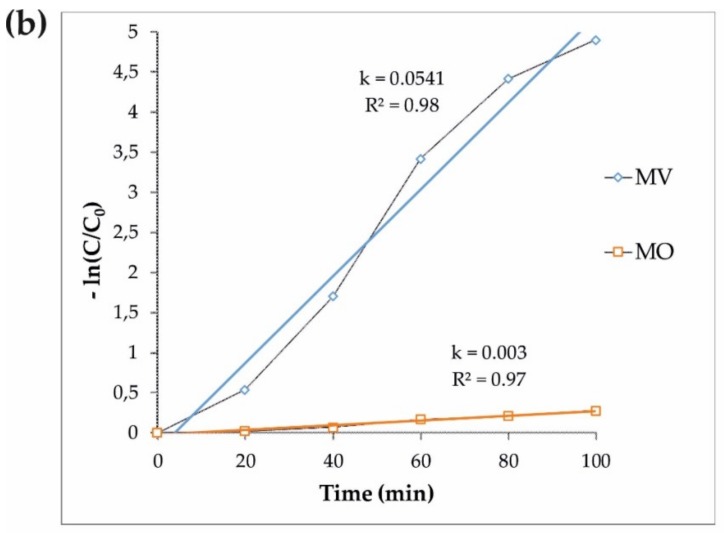 (b)
5
4,5
4
3,5
3
2,5
2
1,5
1
0,5
0
- ln(C/C₀)
k = 0.0541
R² = 0.98
k = 0.003
R² = 0.97
MV
MO
0 20 40 60 80 100
Time (min)